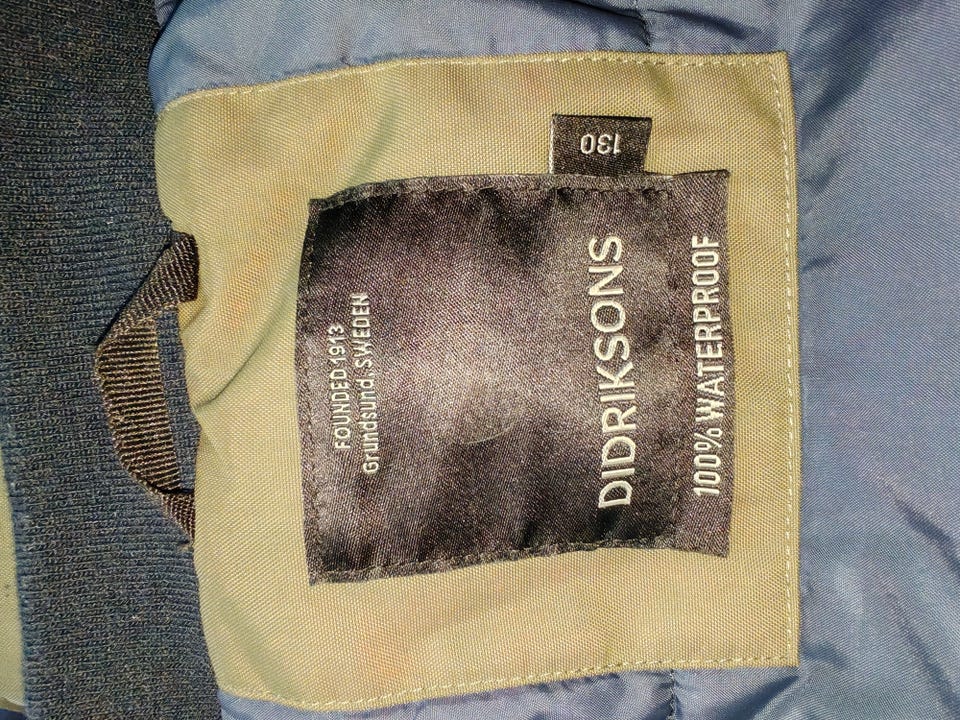 FOUNDED 1913
Grundsund, SWEDEN
DIDRIKSONS
100% WATERPROOF
130